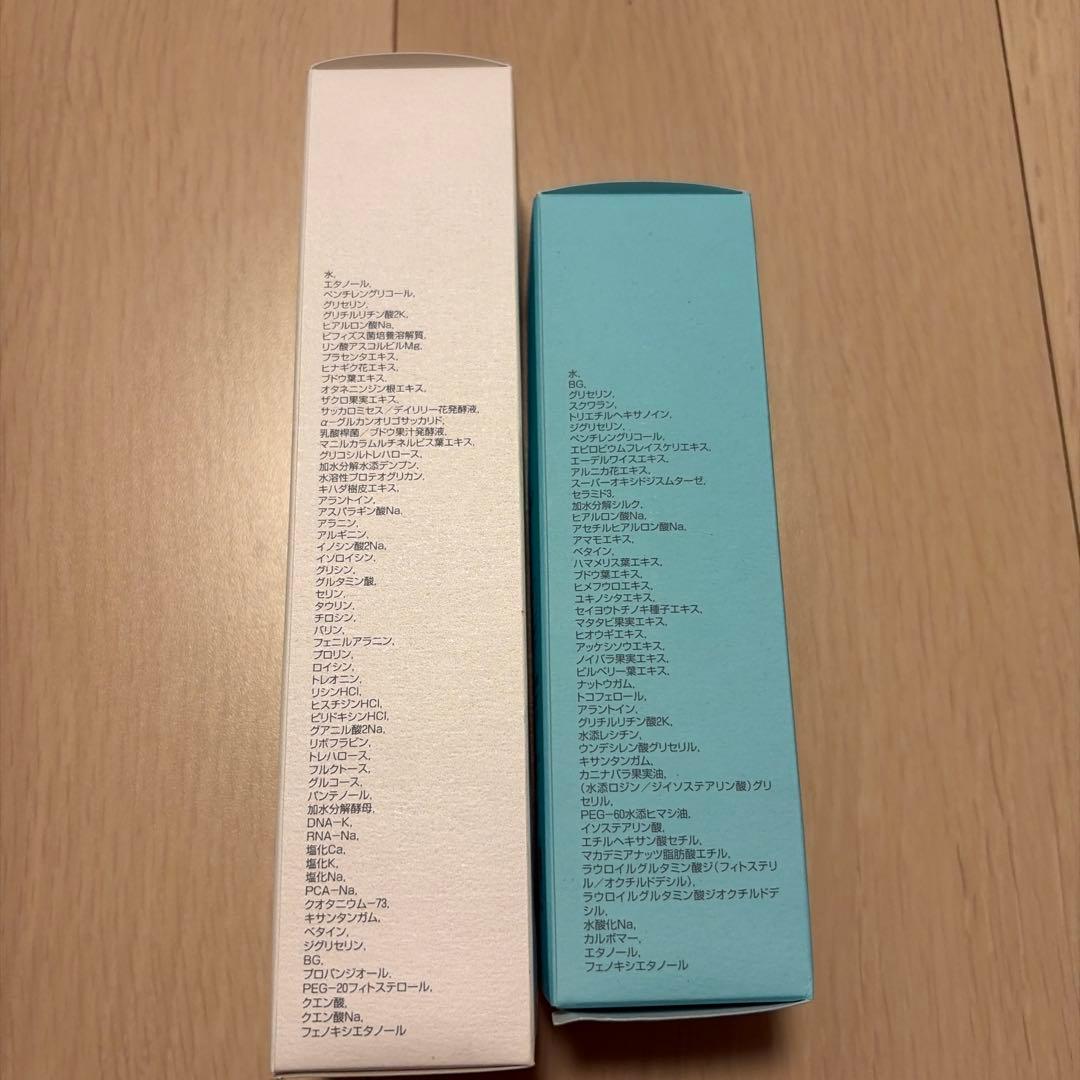 水,
エタノール,
ペンチレングリコール,
グリセリン,
グリチルリチン酸2K,
ヒアルロン酸Na,
ビフィズス菌培養溶解質,
リン酸アスコルビルMg,
プラセンタエキス,
ヒナギク花エキス,
ブドウ葉エキス,
オタネニンジン根エキス,
ザクロ果実エキス,
サッカロミセス／デイリリー花発酵液,
α−グルカンオリゴサッカリド,
乳酸桿菌／ブドウ果汁発酵液,
マニルカラムルチネルビス葉エキス,
グリコシルトレハロース,
加水分解水添デンプン,
水溶性プロテオグリカン,
キハダ樹皮エキス,
アラントイン,
アスパラギン酸Na,
アラニン,
アルギニン,
イノシン酸2Na,
イソロイシン,
グリシン,
グルタミン酸,
セリン,
タウリン,
チロシン,
バリン,
フェニルアラニン,
プロリン,
ロイシン,
トレオニン,
リシンHCl,
ヒスチジンHCl,
ピリドキシンHCl,
グアニル酸2Na,
リボフラビン,
トレハロース,
フルクトース,
グルコース,
パンテノール,
加水分解酵母,
DNA−K,
RNA−Na,
塩化Ca,
塩化K,
塩化Na,
PCA−Na,
クオタニウム−73,
キサンタンガム,
ベタイン,
ジグリセリン,
BG,
プロパンジオール,
PEG−20フィトステロール,
クエン酸,
クエン酸Na,
フェノキシエタノール
水,
BG,
グリセリン,
スクワラン,
トリエチルヘキサノイン,
ジグリセリン,
ペンチレングリコール,
エピロビウムフレイスケリエキス,
エーデルワイスエキス,
アルニカ花エキス,
スーパーオキシドジスムターゼ,
セラミド3,
加水分解シルク,
ヒアルロン酸Na,
アセチルヒアルロン酸Na,
アマモエキス,
ベタイン,
ハマメリス葉エキス,
ブドウ葉エキス,
ヒメフウロエキス,
ユキノシタエキス,
セイヨウトチノキ種子エキス,
マタタビ果実エキス,
ヒオウギエキス,
アッケシソウエキス,
ノイバラ果実エキス,
ビルベリー葉エキス,
ナットウガム,
トコフェロール,
アラントイン,
グリチルリチン酸2K,
水添レシチン,
ウンデシレン酸グリセリル,
キサンタンガム,
カニナバラ果実油,
(水添ロジン／ジイソステアリン酸)グリ
セリル,
PEG−60水添ヒマシ油,
イソステアリン酸,
エチルヘキサン酸セチル,
マカデミアナッツ脂肪酸エチル,
ラウロイルグルタミン酸ジ(フィトステリ
ル／オクチルドデシル),
ラウロイルグルタミン酸ジオクチルドデ
シル,
水酸化Na,
カルボマー,
エタノール,
フェノキシエタノール